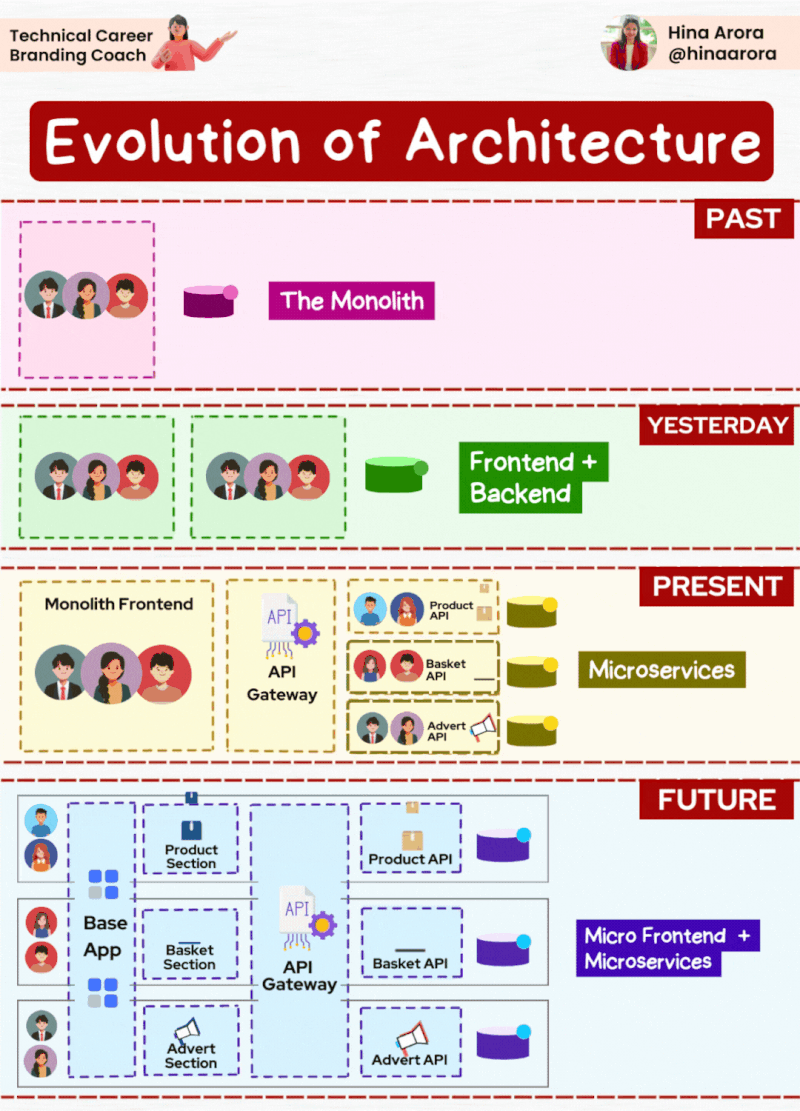 Technical Career
Branding Coach
Hina Arora
@hinaarora
Evolution of Architecture
PAST
The Monolith
YESTERDAY
Frontend +
Backend
PRESENT
Monolith Frontend
API
API
Gateway
Product
API
Basket
API
Advert
API
Microservices
FUTURE
Base
App
Product
Section
Basket
Section
Advert
Section
API
API
Gateway
Product API
Basket API
Advert API
Micro Frontend +
Microservices